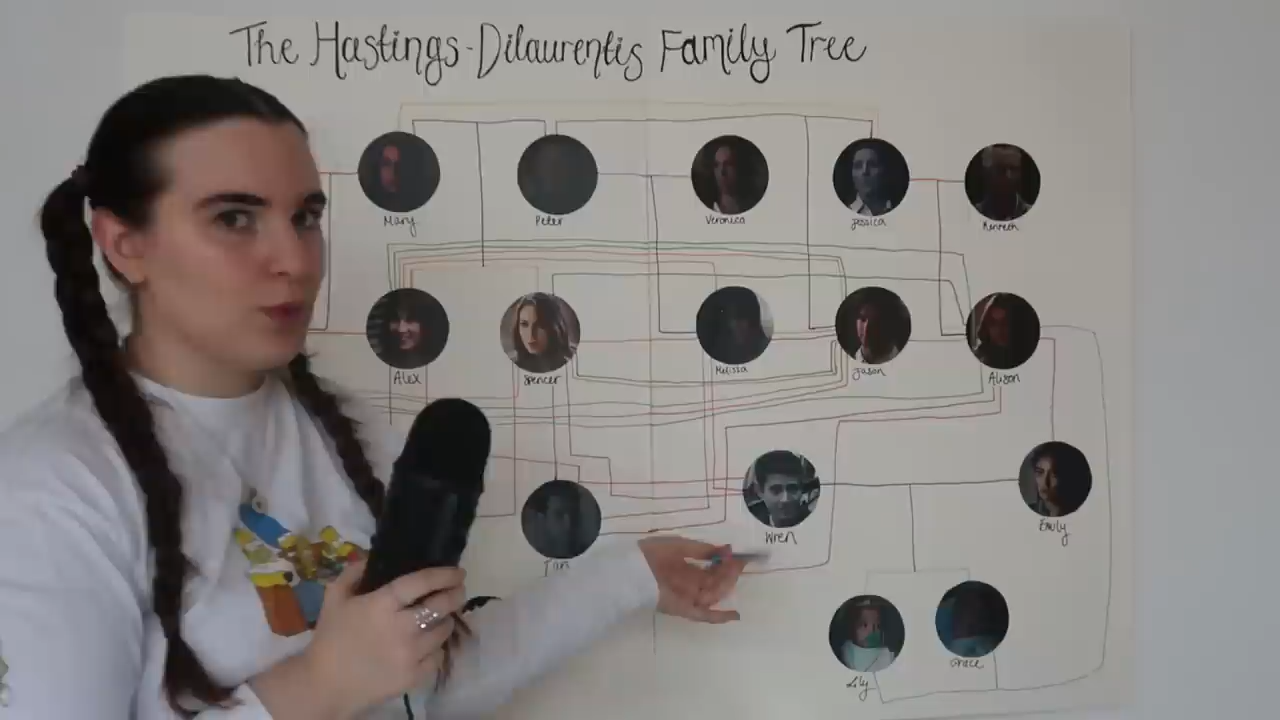 The Hastings-Dilaurentis Family Tree
Mary
Peter
Veronica
Jessica
Kenneth
Alex
Spencer
Melissa
Jason
Alison
Wren
Emily
Ian
Lily
Grace